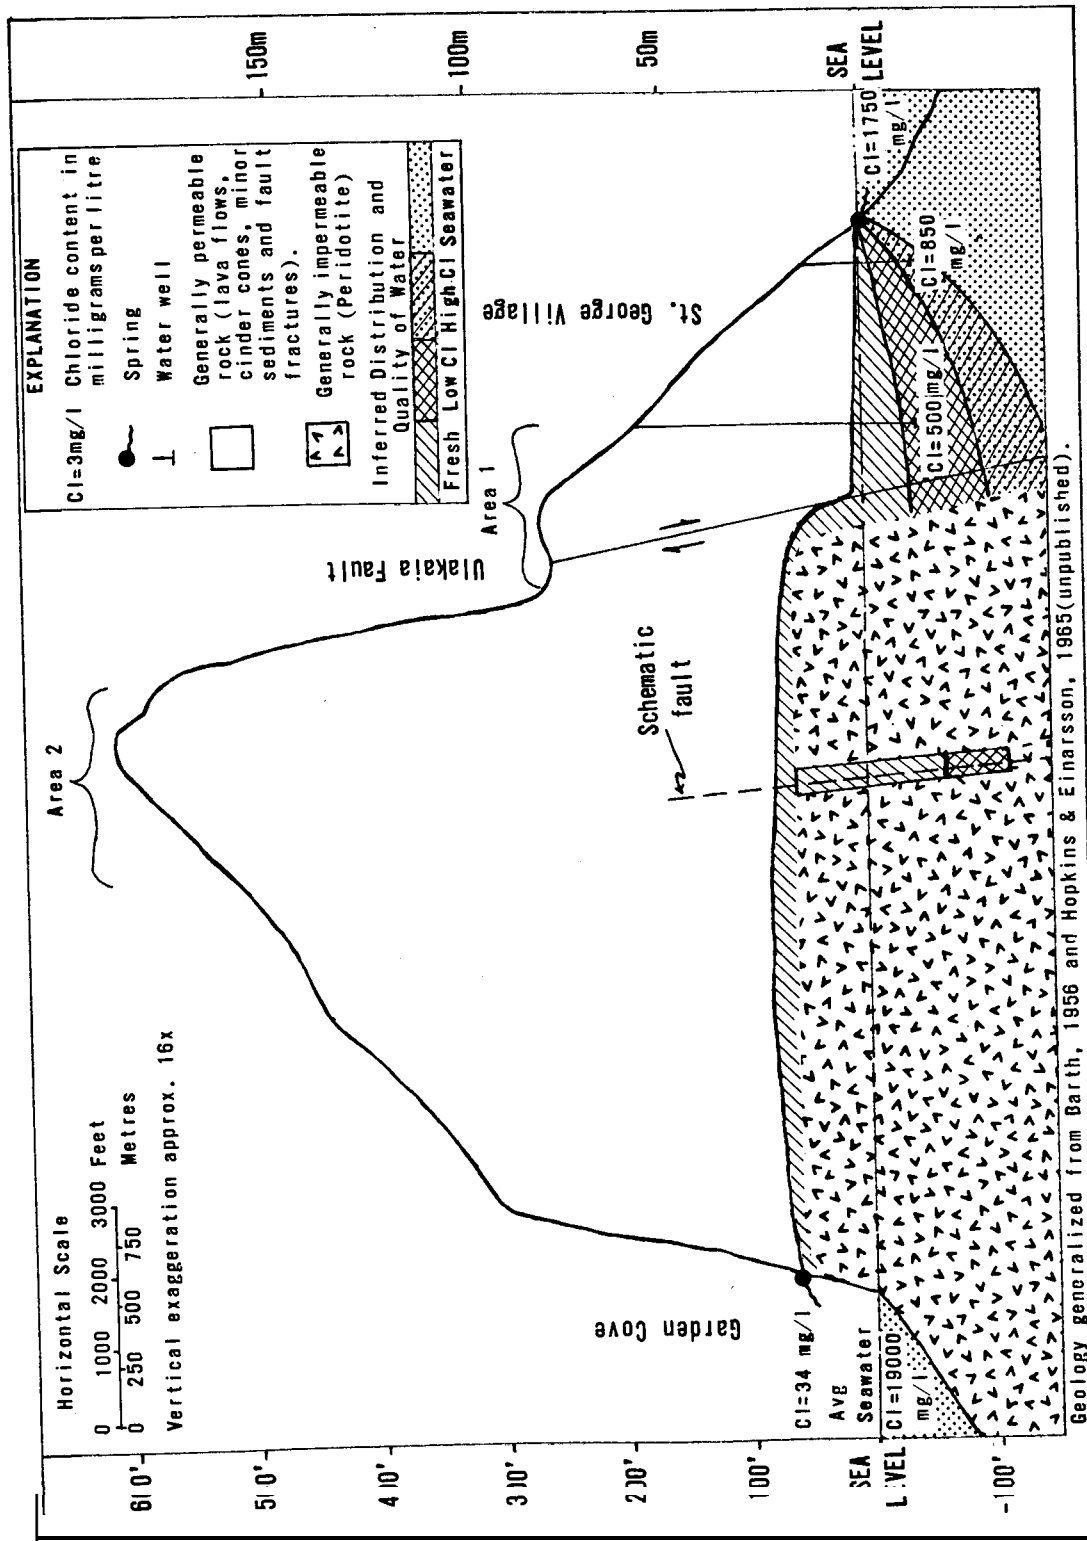 Horizontal Scale
0 1000 2000 3000 Feet
0 250 500 750 Metres
Vertical exaggeration approx. 16x
EXPLANATION
Cl=3mg/l Chloride content in
milligrams per litre
Spring
Water well
Generally permeable
rock (lava flows,
cinder cones, minor
sediments and fault
fractures).
Generally impermeable
rock (Peridotite)
Inferred Distribution and
Quality of Water
Fresh Low Cl High Cl Seawater
Area 2
Area 1
Ulakaia Fault
St. George Village
Garden Cove
Schematic
fault
600'
500'
400'
300'
200'
100'
SEA
LEVEL
-100'
150m
100m
50m
SEA
LEVEL
Cl=34 mg/l
Avg
Seawater
Cl=19000
mg/l
Cl=500mg/l
Cl=850
mg/l
Cl=1750
mg/l
Geology generalized from Barth, 1956 and Hopkins & Einarsson, 1965(unpublished).